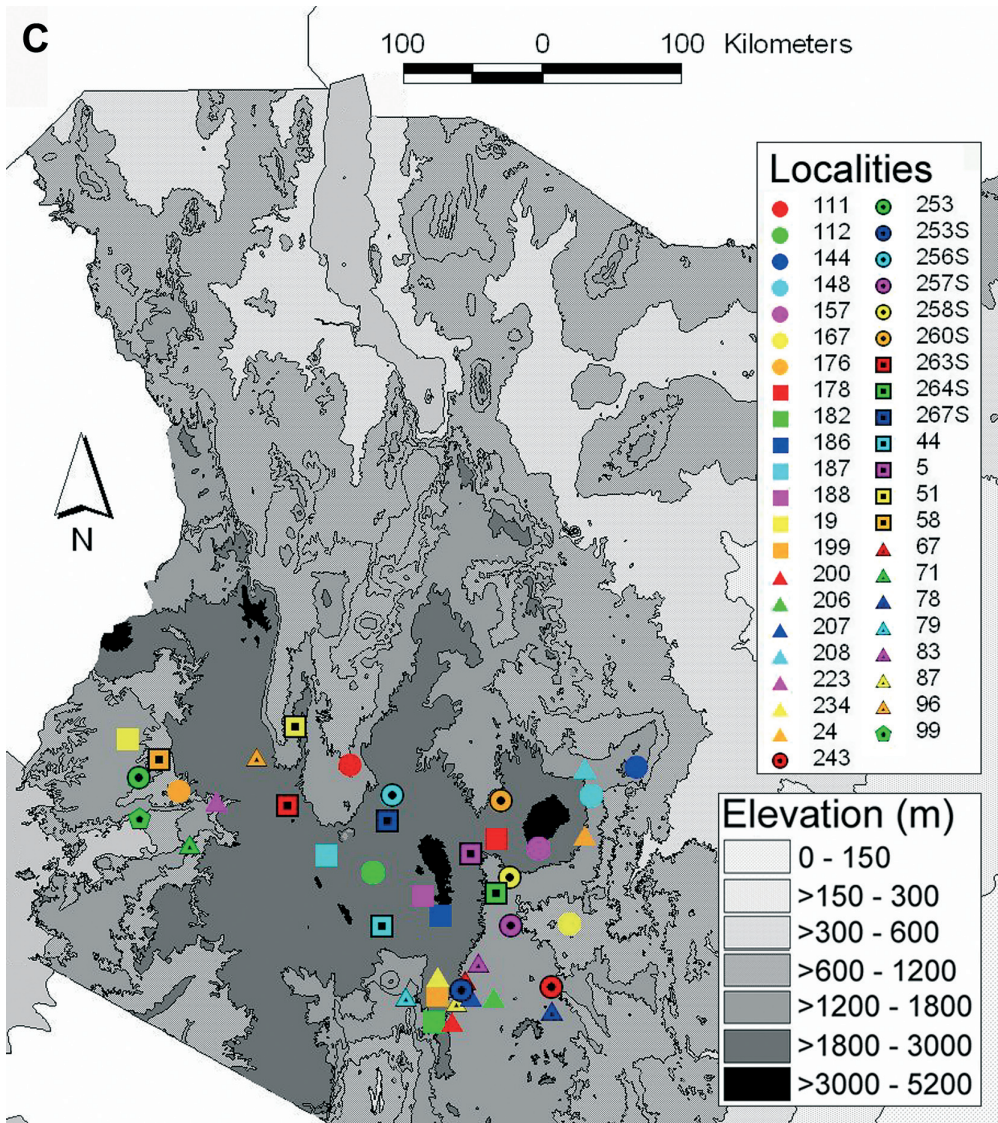 C
100 0 100 Kilometers
N
Localities
111
112
144
148
157
167
176
178
182
186
187
188
19
199
200
206
207
208
223
234
24
243
253
253S
256S
257S
258S
260S
263S
264S
267S
44
5
51
58
67
71
78
79
83
87
96
99
Elevation (m)
0 - 150
>150 - 300
>300 - 600
>600 - 1200
>1200 - 1800
>1800 - 3000
>3000 - 5200